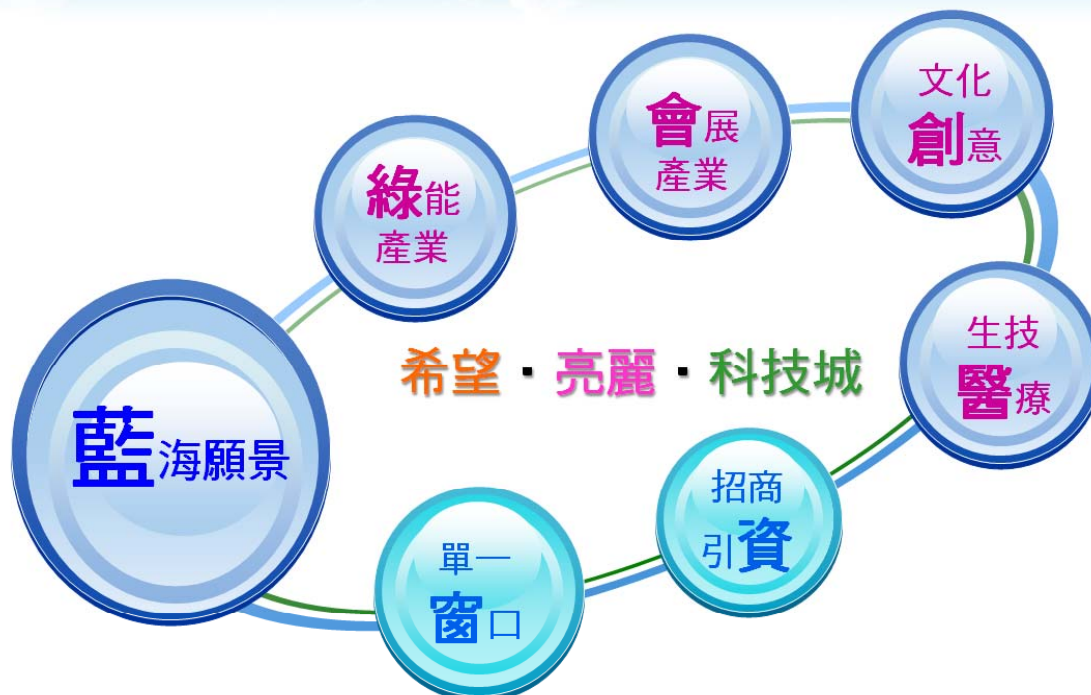 文化
創意
會展
產業
綠能
產業
生技
醫療
希望・亮麗・科技城
藍海願景
招商
引資
單一
窗口